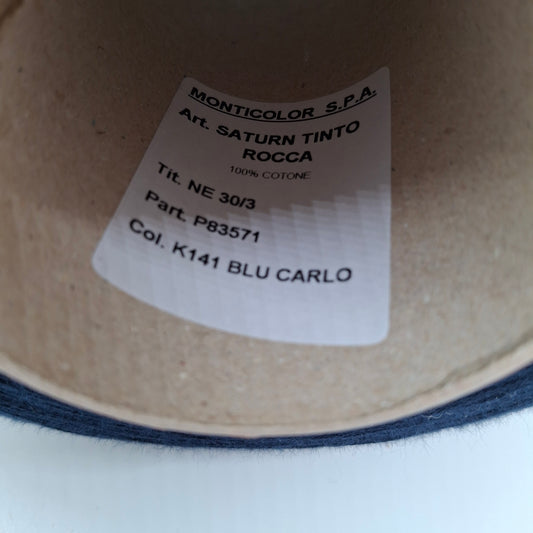 MONTICOLOR S.P.A.
Art. SATURN TINTO
ROCCA
100% COTONE
Tit. NE 30/3
Part. P83571
Col. K141 BLU CARLO